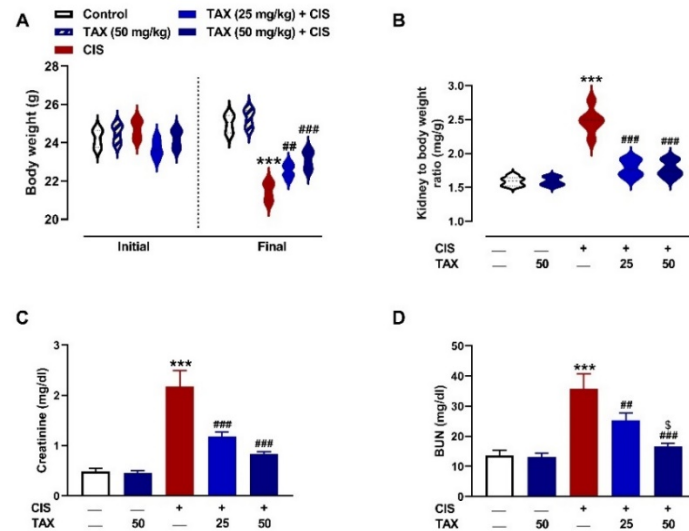 A
Control
TAX (25 mg/kg) + CIS
TAX (50 mg/kg)
TAX (50 mg/kg) + CIS
CIS
Body weight (g)
28
26
24
22
20
***
##
###
Initial
Final
B
Kidney to body weight
ratio (mg/g)
3.0
2.5
2.0
1.5
1.0
***
###
###
CIS — — + + +
TAX — 50 — 25 50
C
Creatinine (mg/dl)
3
2
1
0
***
###
###
CIS — — + + +
TAX — 50 — 25 50
D
BUN (mg/dl)
50
40
30
20
10
0
***
##
$
###
CIS — — + + +
TAX — 50 — 25 50